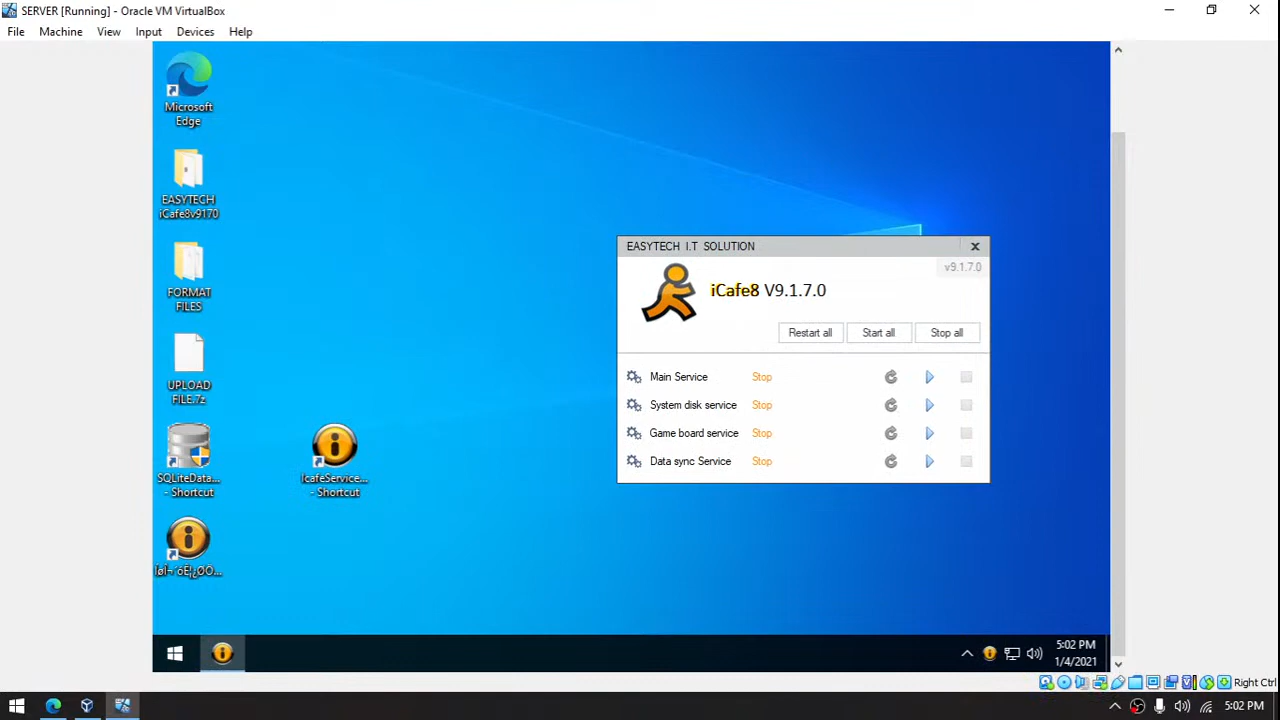 SERVER [Running] - Oracle VM VirtualBox
File Machine View Input Devices Help
Microsoft
Edge
EASYTECH
iCafe8v9170
FORMAT
FILES
UPLOAD
FILE.7z
SQLiteData...
- Shortcut
IcafeService...
- Shortcut
EASYTECH I.T SOLUTION
v9.1.7.0
iCafe8 V9.1.7.0
Restart all Start all Stop all
Main Service Stop
System disk service Stop
Game board service Stop
Data sync Service Stop
5:02 PM
1/4/2021
Right Ctrl
5:02 PM